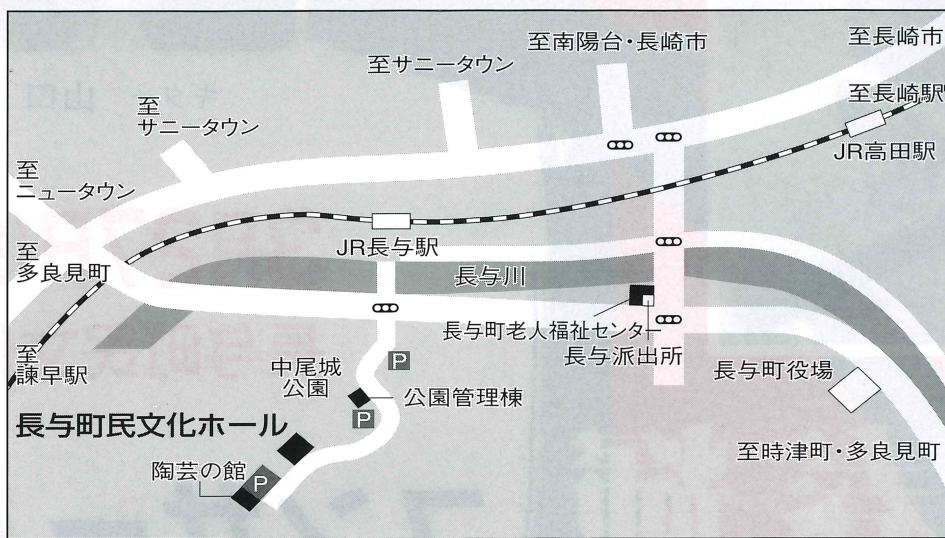 至南陽台・長崎市
至長崎市
至サニータウン
至長崎駅
至
サニータウン
JR高田駅
至
ニュータウン
JR長与駅
至
多良見町
長与川
長与町老人福祉センター
長与派出所
至
諫早駅
中尾城
公園
P
公園管理棟
P
長与町役場
長与町民文化ホール
至時津町・多良見町
陶芸の館
P
山口